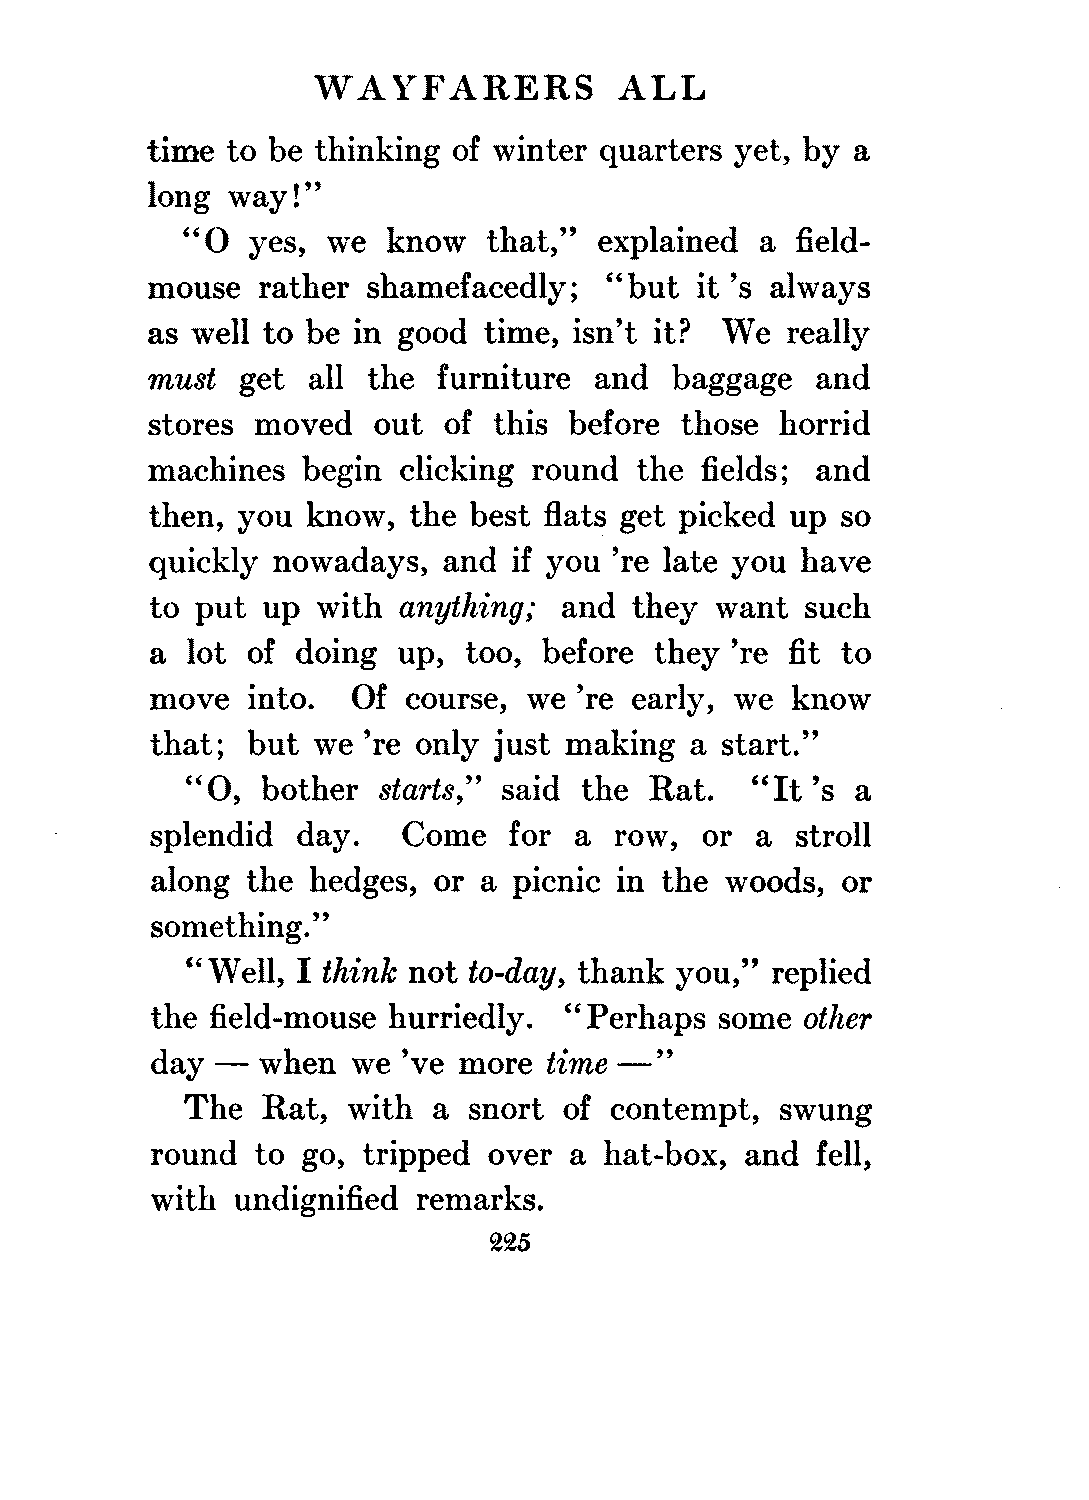 WAYFARERS ALL
time to be thinking of winter quarters yet, by a
long way!”
“O yes, we know that,” explained a field-
mouse rather shamefacedly; “but it ’s always
as well to be in good time, isn’t it? We really
must get all the furniture and baggage and
stores moved out of this before those horrid
machines begin clicking round the fields; and
then, you know, the best flats get picked up so
quickly nowadays, and if you ’re late you have
to put up with anything; and they want such
a lot of doing up, too, before they ’re fit to
move into. Of course, we ’re early, we know
that; but we ’re only just making a start.”
“O, bother starts,” said the Rat. “It ’s a
splendid day. Come for a row, or a stroll
along the hedges, or a picnic in the woods, or
something.”
“Well, I think not to-day, thank you,” replied
the field-mouse hurriedly. “Perhaps some other
day — when we ’ve more time —”
The Rat, with a snort of contempt, swung
round to go, tripped over a hat-box, and fell,
with undignified remarks.
225